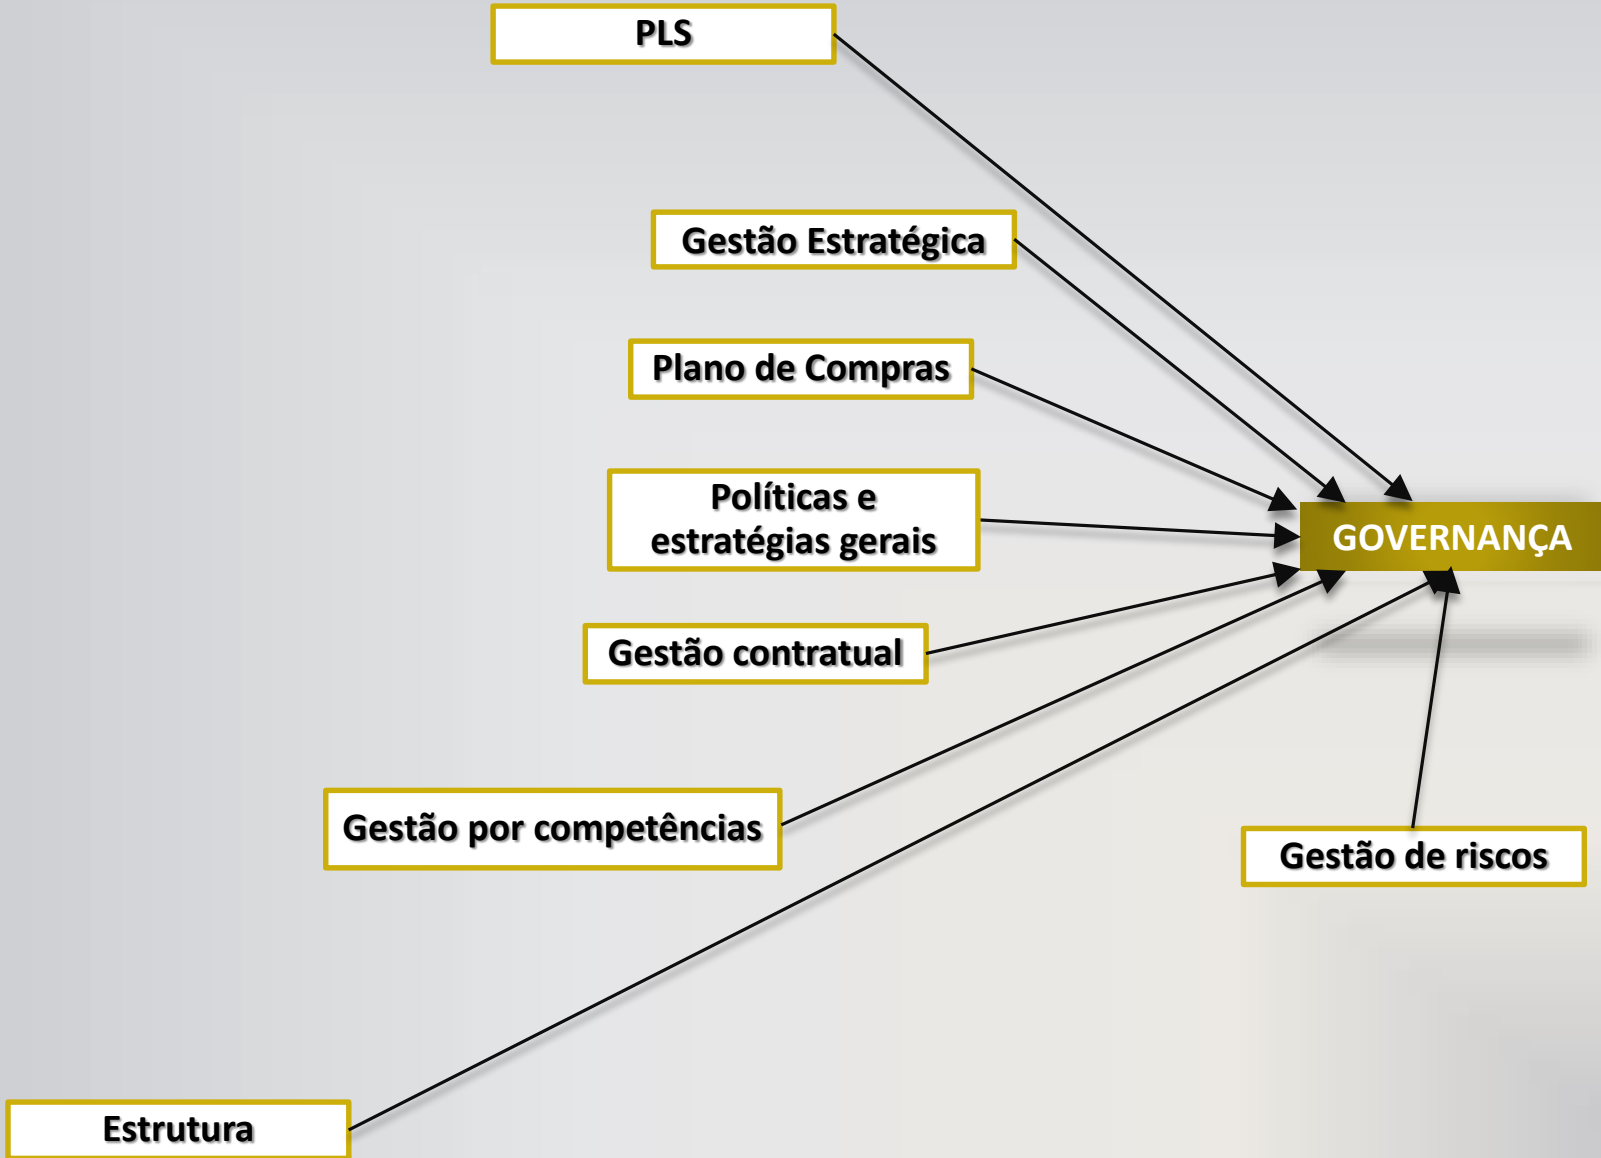 PLS
Gestão Estratégica
Plano de Compras
Políticas e
estratégias gerais
GOVERNANÇA
Gestão contratual
Gestão por competências
Gestão de riscos
Estrutura